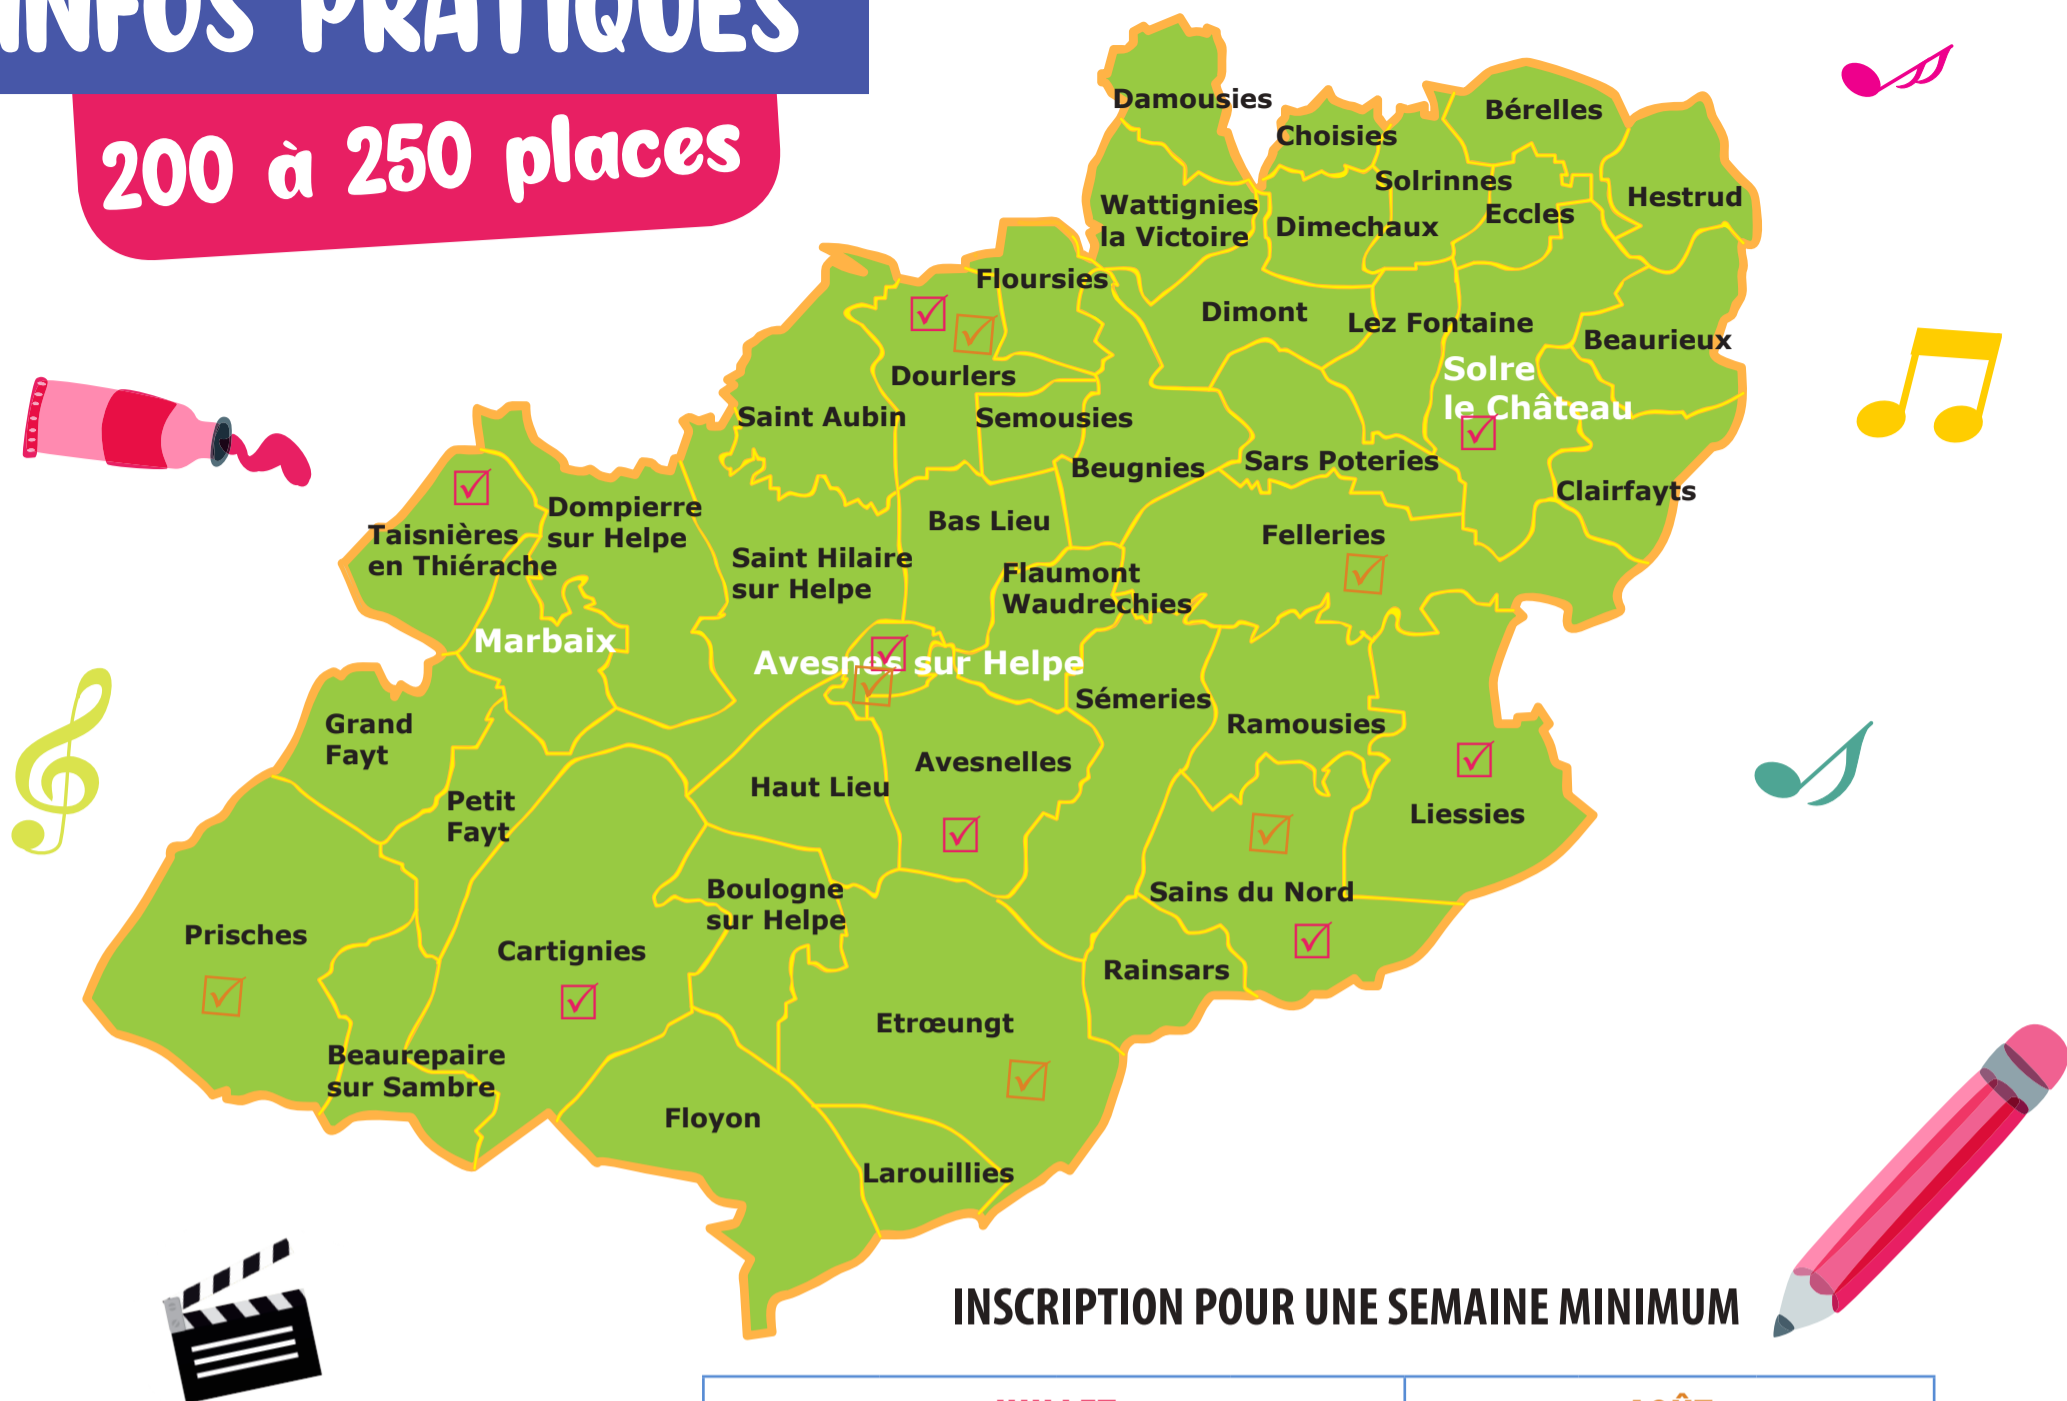 INFOS PRATIQUES
200 à 250 places
Damousies
Choisies
Bérelles
Solrinnes
Hestrud
Wattignies
la Victoire
Dimechaux
Eccles
Floursies
Dimont
Lez Fontaine
Beaurieux
Solre
le Château
Dourlers
Saint Aubin
Semousies
Beugnies
Sars Poteries
Clairfayts
Taisnières
en Thiérache
Dompierre
sur Helpe
Bas Lieu
Felleries
Saint Hilaire
sur Helpe
Flaumont
Waudrechies
Marbaix
Avesnes sur Helpe
Sémeries
Ramousies
Grand
Fayt
Avesnelles
Haut Lieu
Petit
Fayt
Liessies
Boulogne
sur Helpe
Sains du Nord
Prisches
Cartignies
Rainsars
Etrœungt
Beaurepaire
sur Sambre
Floyon
Larouillies
INSCRIPTION POUR UNE SEMAINE MINIMUM
JUILLET
AOÛT